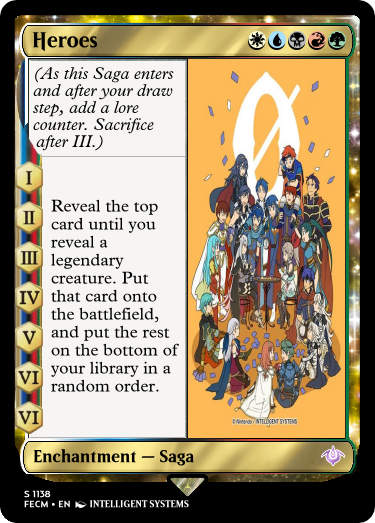 Heroes
(As this Saga enters
and after your draw
step, add a lore
counter. Sacrifice
after III.)
I
II
III
IV
V
VI
VI
Reveal the top
card until you
reveal a
legendary
creature. Put
that card onto
the battlefield,
and put the rest
on the bottom of
your library in a
random order.
© Nintendo / INTELLIGENT SYSTEMS
Enchantment — Saga
S 1138
FECM • EN INTELLIGENT SYSTEMS